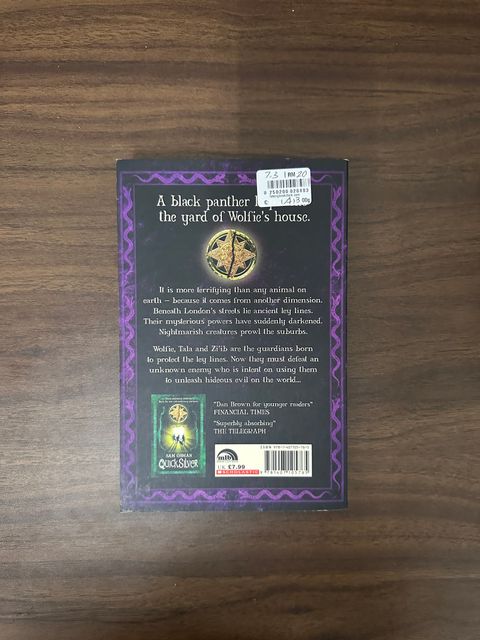 A black panther
the yard of Wolfie's house.
It is more terrifying than any animal on
earth – because it comes from another dimension.
Beneath London's streets lie ancient ley lines.
Their mysterious powers have suddenly darkened.
Nightmarish creatures prowl the suburbs.
Wolfie, Tala and Zi'ib are the guardians born
to protect the ley lines. Now they must defeat an
unknown enemy who is intent on using them
to unleash hideous evil on the world...
"Dan Brown for younger readers"
FINANCIAL TIMES
"Superbly absorbing"
THE TELEGRAPH
SAM OSMAN
QUICKSILVER
UK £7.99
SCHOLASTIC